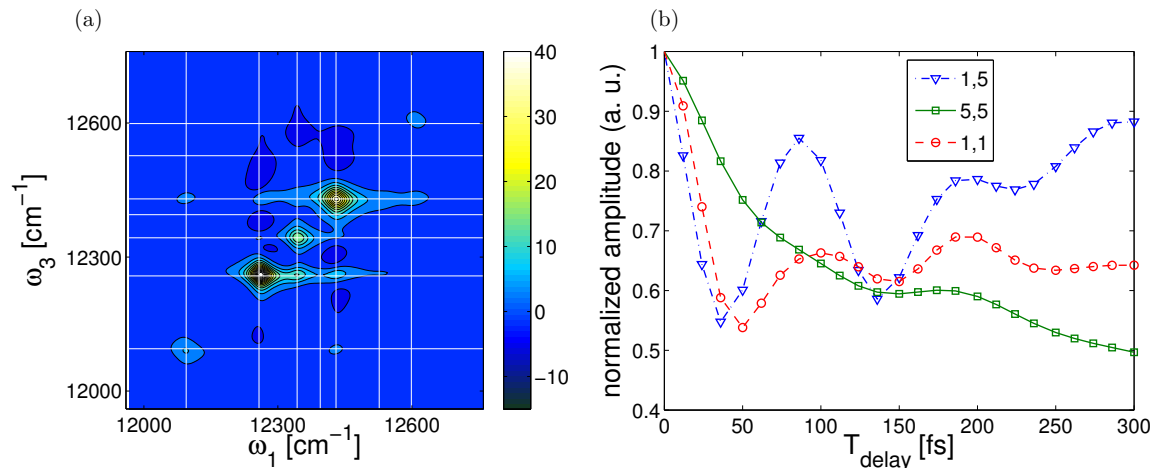 (a)
(b)
40
30
20
10
0
−10
12600
12300
12000
ω3 [cm−1]
12000 12300 12600
ω1 [cm−1]
1
0.9
0.8
0.7
0.6
0.5
0.4
normalized amplitude (a. u.)
1,5
5,5
1,1
0 50 100 150 200 250 300
Tdelay [fs]